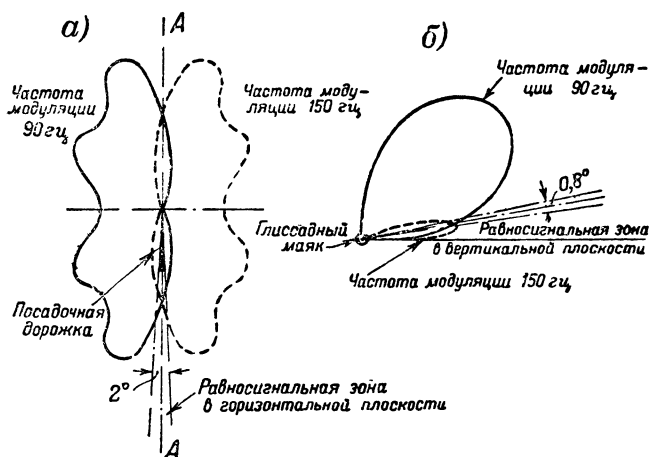 а)
А
Частота
модуляции
90 гц
Частота моду-
ляции 150 гц
Посадочная
дорожка
2°
Равносигнальная зона
в горизонтальной плоскости
А
б)
Частота модуля-
ции 90 гц
0,8°
Глиссадный
маяк
Равносигнальная зона
в вертикальной плоскости
Частота модуляции 150 гц